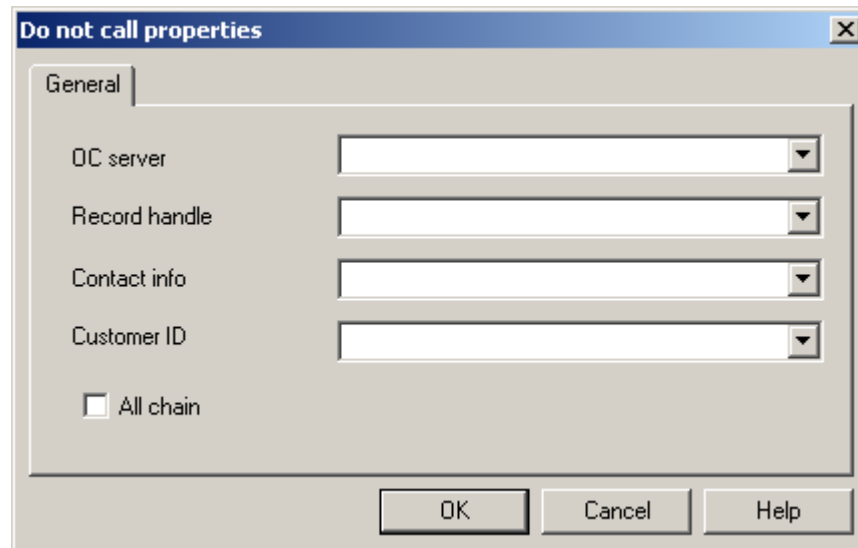 Do not call properties
General
OC server
Record handle
Contact info
Customer ID
All chain
OK Cancel Help